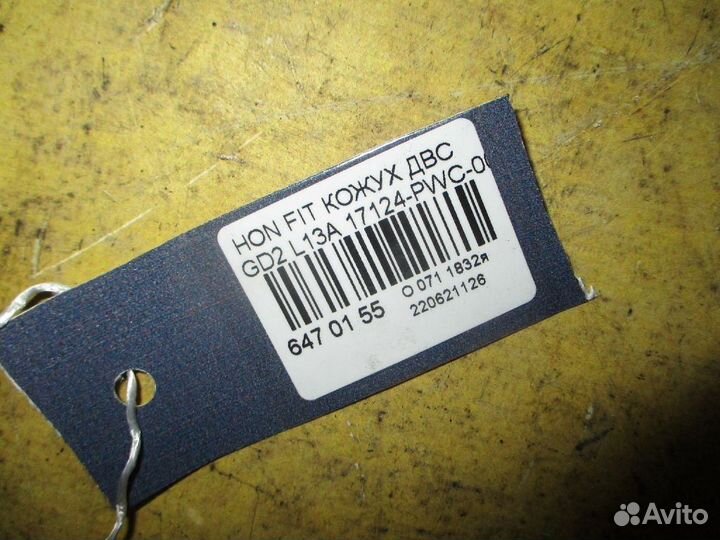 HON FIT КОЖУХ ДВС
GD2 L13A 17124-PWC-0
647 01 55
О 071 1832я
220621126
Avito